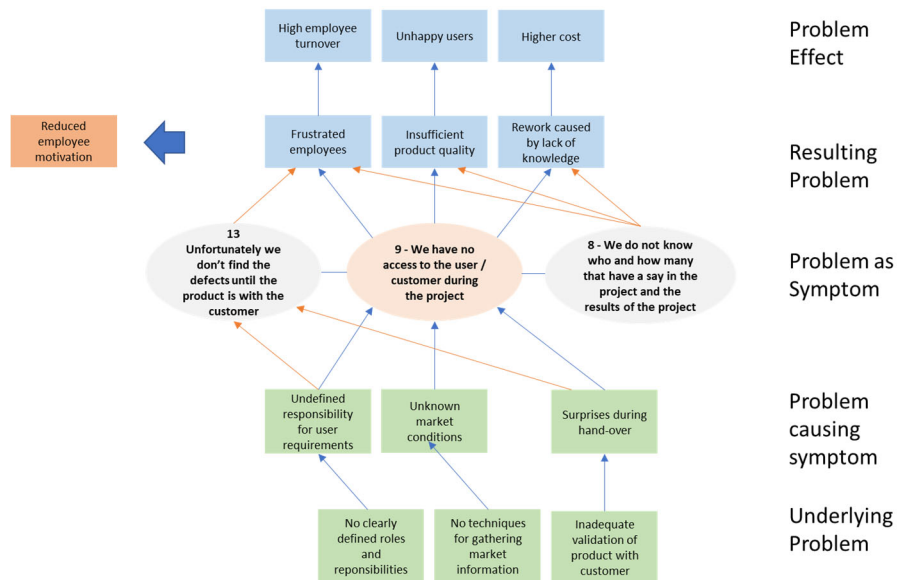 High employee
turnover
Unhappy users
Higher cost
Problem
Effect
Reduced
employee
motivation
Frustrated
employees
Insufficient
product quality
Rework caused
by lack of
knowledge
Resulting
Problem
13
Unfortunately we
don't find the
defects until the
product is with the
customer
9 - We have no
access to the user /
customer during
the project
8 - We do not know
who and how many
that have a say in
the project and the
results of the project
Problem as
Symptom
Undefined
responsibility
for user
requirements
Unknown
market
conditions
Surprises during
hand-over
Problem
causing
symptom
No clearly
defined roles
and
reponsibilities
No techniques
for gathering
market
information
Inadequate
validation of
product with
customer
Underlying
Problem